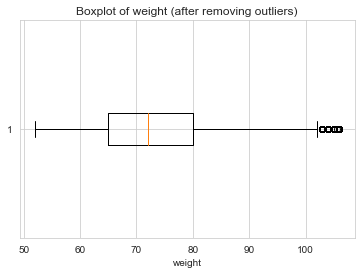 Boxplot of weight (after removing outliers)
1
50 60 70 80 90 100
weight